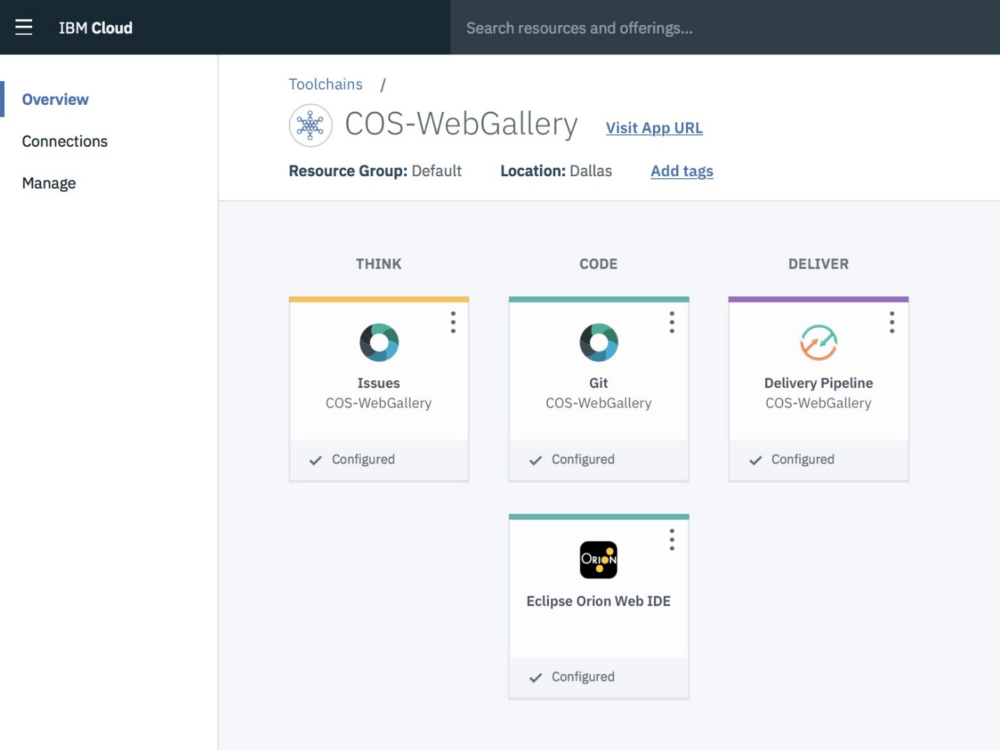 IBM Cloud
Search resources and offerings...
Overview
Connections
Manage
Toolchains /
COS-WebGallery Visit App URL
Resource Group: Default Location: Dallas Add tags
THINK CODE DELIVER
Issues
COS-WebGallery
Configured
Git
COS-WebGallery
Configured
Delivery Pipeline
COS-WebGallery
Configured
ORION
Eclipse Orion Web IDE
Configured